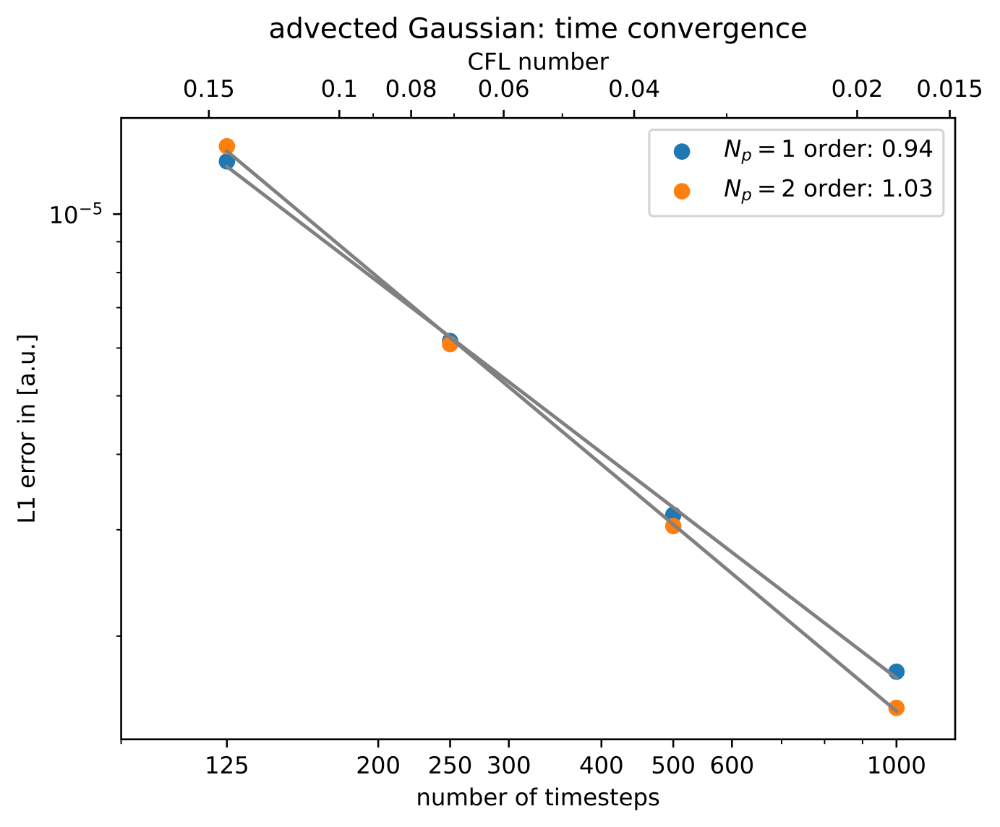 advected Gaussian: time convergence
CFL number
0.15 0.1 0.08 0.06 0.04 0.02 0.015
N_p = 1 order: 0.94
N_p = 2 order: 1.03
10^{-5}
L1 error in [a.u.]
125 200 250 300 400 500 600 1000
number of timesteps